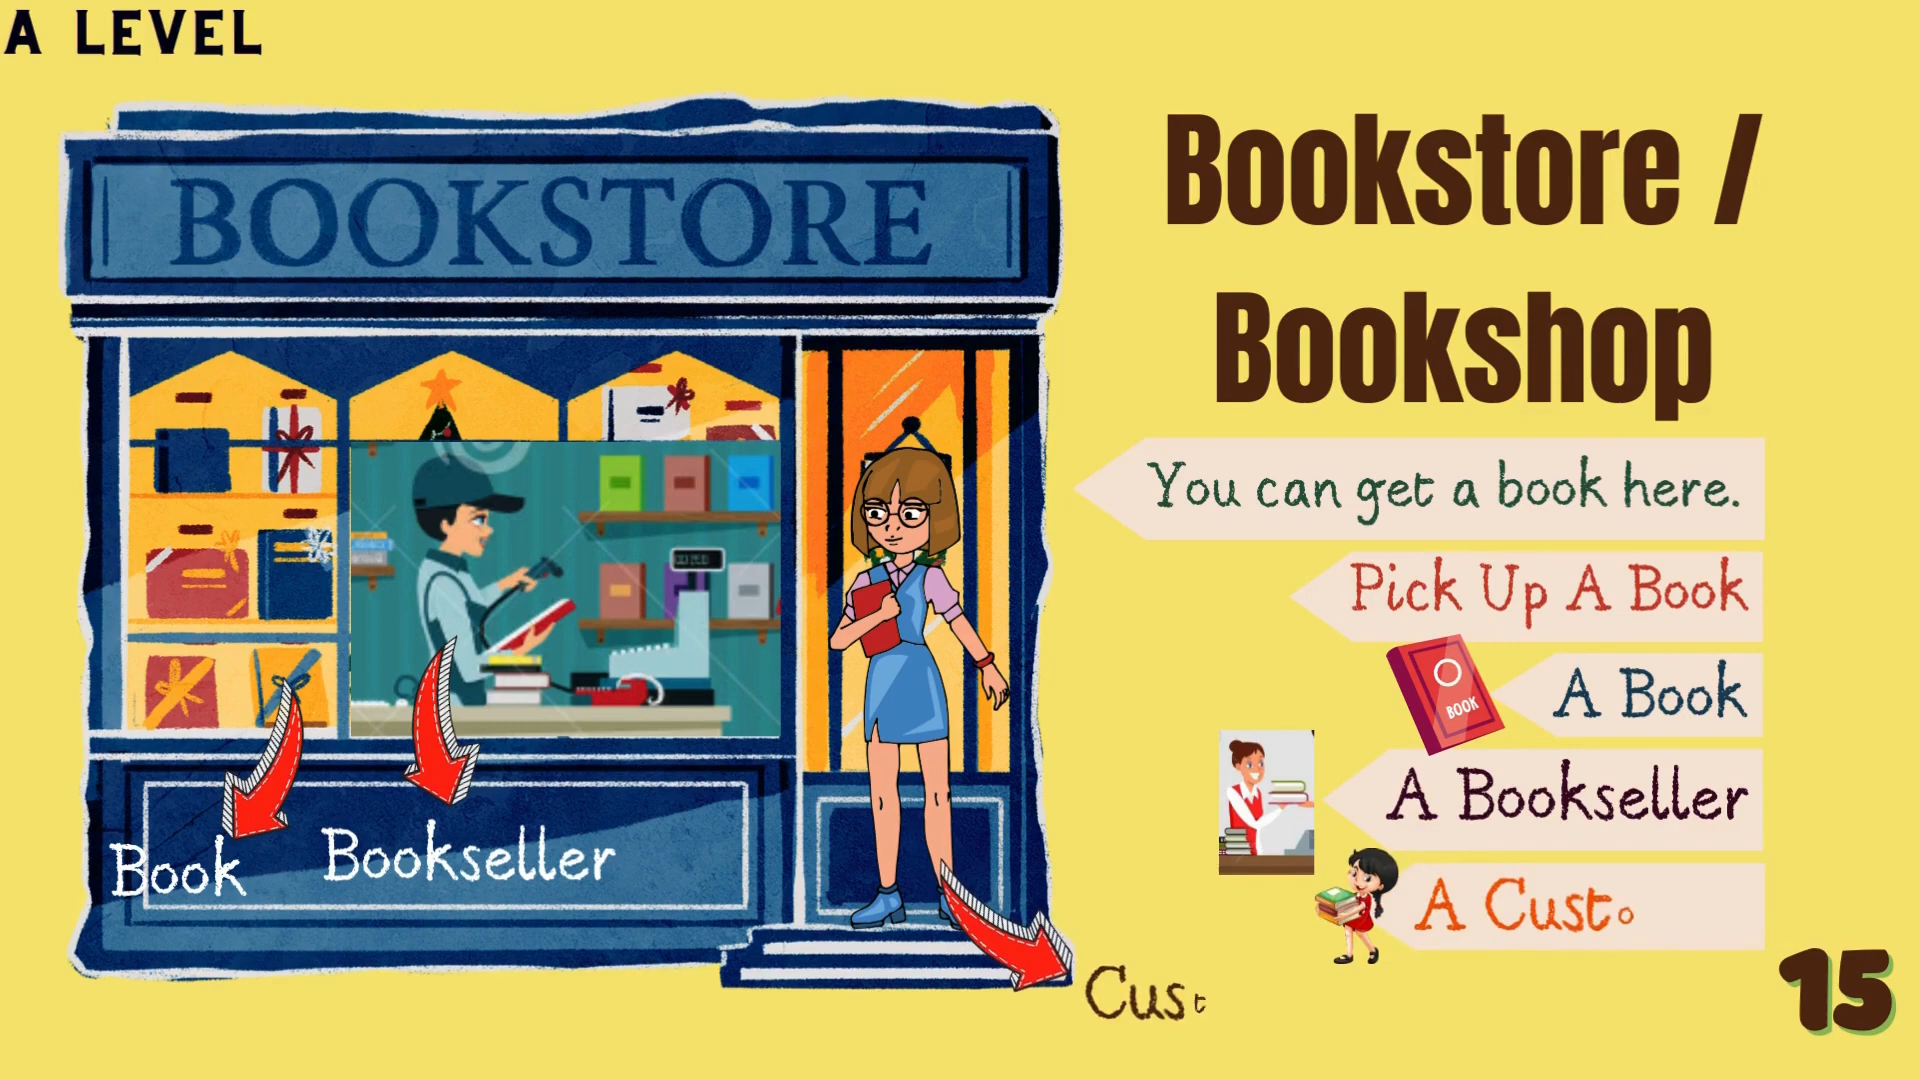 A LEVEL
BOOKSTORE
Bookstore /
Bookshop
You can get a book here.
Pick Up A Book
A Book
BOOK
A Bookseller
A Custo
Book
Bookseller
Cust
15